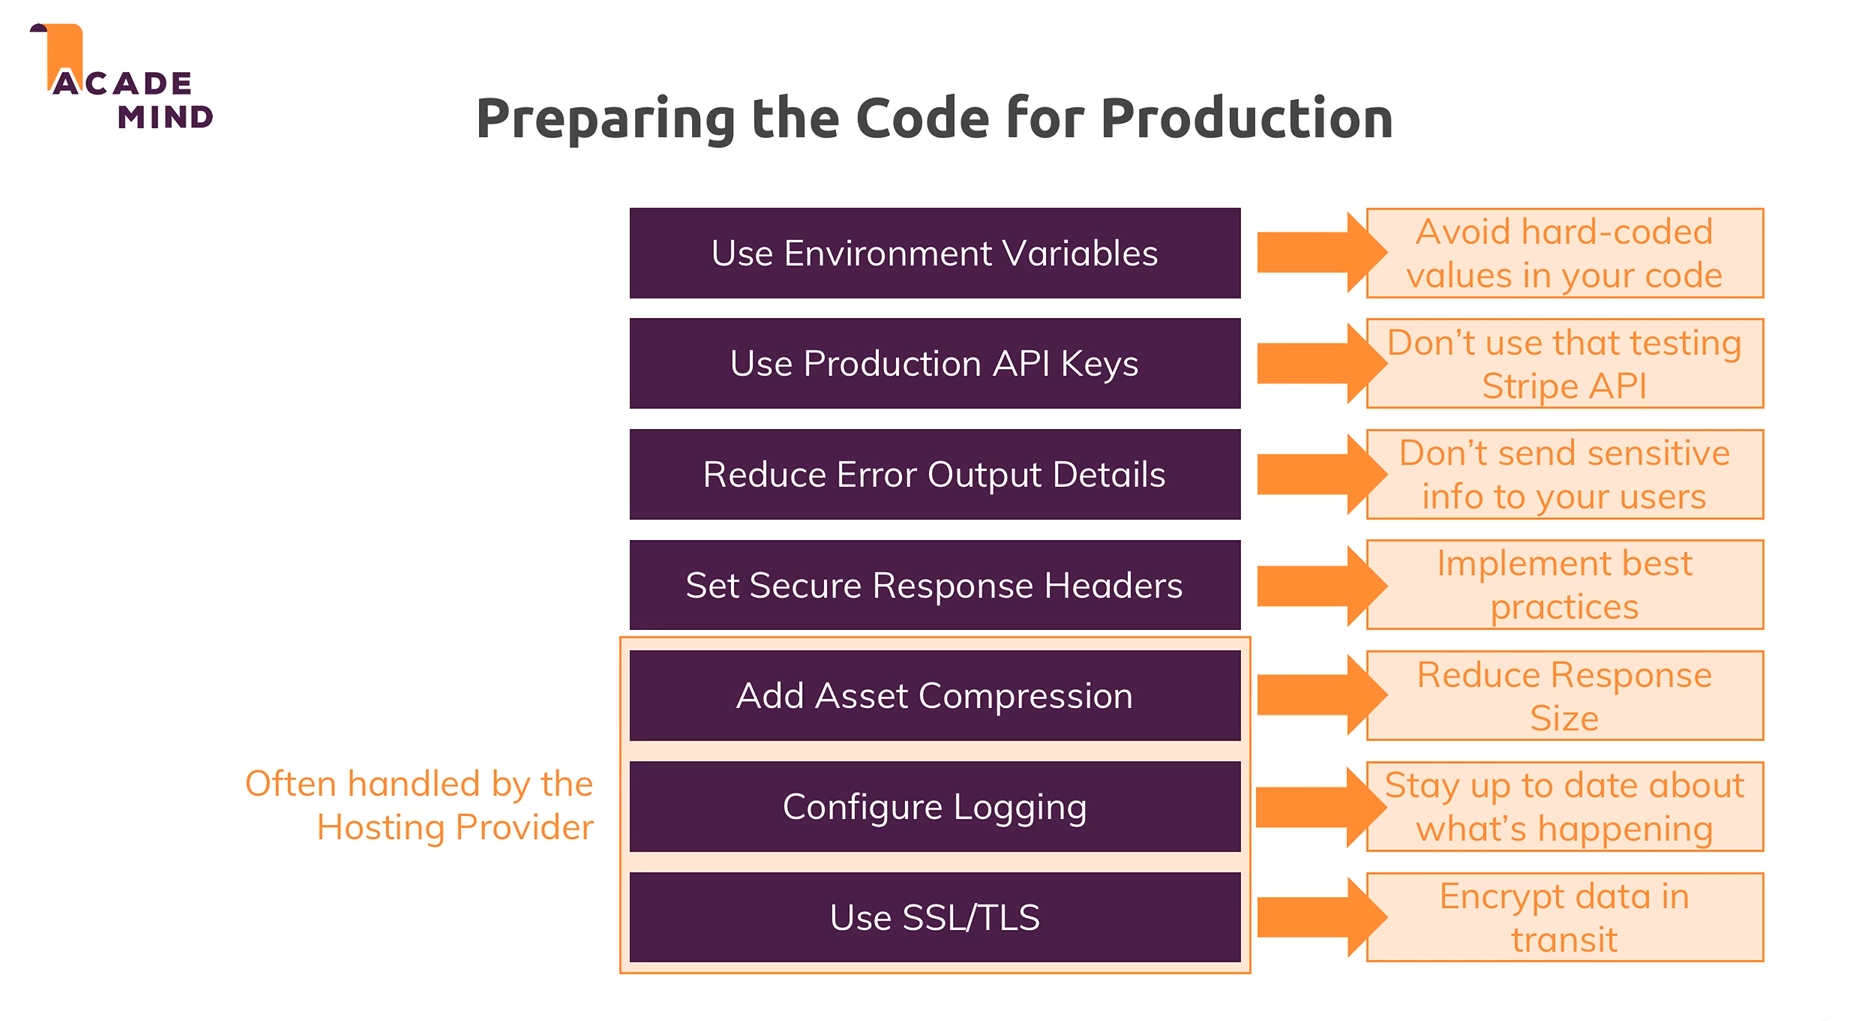 ACADE
MIND
Preparing the Code for Production
Use Environment Variables
Avoid hard-coded
values in your code
Use Production API Keys
Don’t use that testing
Stripe API
Reduce Error Output Details
Don’t send sensitive
info to your users
Set Secure Response Headers
Implement best
practices
Add Asset Compression
Reduce Response
Size
Often handled by the
Hosting Provider
Configure Logging
Stay up to date about
what’s happening
Use SSL/TLS
Encrypt data in
transit